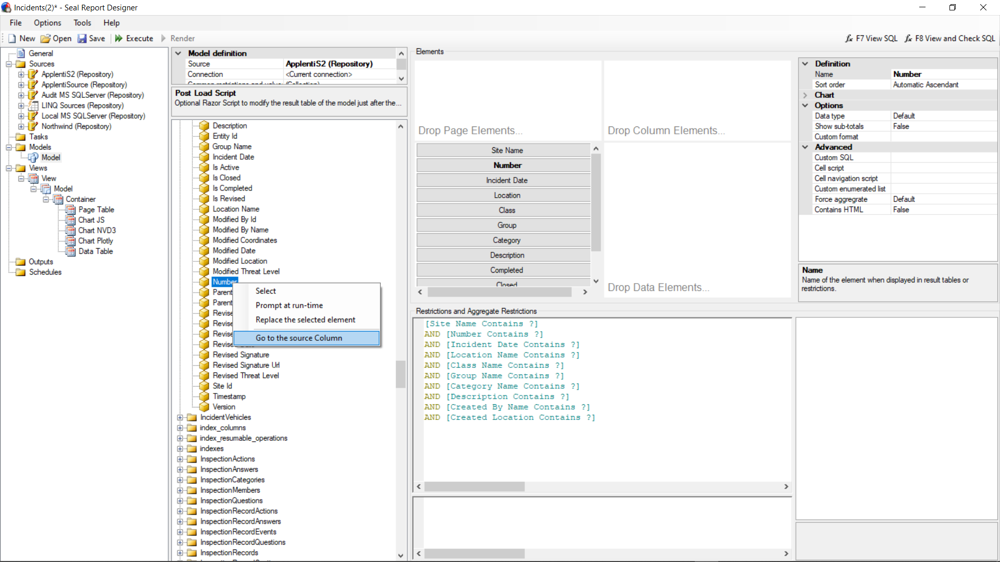 Incidents(2)* - Seal Report Designer
File Options Tools Help
New Open Save Execute Render F7 View SQL F8 View and Check SQL
General
Sources
ApplentiS2 (Repository)
ApplentiSource (Repository)
Audit MS SQLServer (Repository)
LINQ Sources (Repository)
Local MS SQLServer (Repository)
Northwind (Repository)
Tasks
Models
Model
Views
View
Model
Container
Page Table
Chart JS
Chart NVD3
Chart Plotly
Data Table
Outputs
Schedules
Model definition
Source ApplentiS2 (Repository)
Connection <Current connection>
Common restrictions and value (Collection)
Post Load Script
Optional Razor Script to modify the result table of the model just after the...
Description
Entity Id
Group Name
Incident Date
Is Active
Is Closed
Is Completed
Is Revised
Location Name
Modified By Id
Modified By Name
Modified Coordinates
Modified Date
Modified Location
Modified Threat Level
Number
Parent
Parent
Revise
Revise
Revise
Revised
Revised Signature
Revised Signature Url
Revised Threat Level
Site Id
Timestamp
Version
IncidentVehicles
index_columns
index_resumable_operations
indexes
InspectionActions
InspectionAnswers
InspectionCategories
InspectionMembers
InspectionQuestions
InspectionRecordActions
InspectionRecordAnswers
InspectionRecordEvents
InspectionRecordQuestions
InspectionRecords
Select
Prompt at run-time
Replace the selected element
Go to the source Column
Elements
Drop Page Elements...
Drop Column Elements...
Site Name
Number
Incident Date
Location
Class
Group
Category
Description
Completed
Closed
Drop Data Elements...
Definition
Name Number
Sort order Automatic Ascendant
Chart
Options
Data type Default
Show sub-totals False
Custom format
Advanced
Custom SQL
Cell script
Cell navigation script
Custom enumerated list
Force aggregrate Default
Contains HTML False
Name
Name of the element when displayed in result tables or
restrictions.
Restrictions and Aggregate Restrictions
[Site Name Contains ?]
AND [Number Contains ?]
AND [Incident Date Contains ?]
AND [Location Name Contains ?]
AND [Class Name Contains ?]
AND [Group Name Contains ?]
AND [Category Name Contains ?]
AND [Description Contains ?]
AND [Created By Name Contains ?]
AND [Created Location Contains ?]